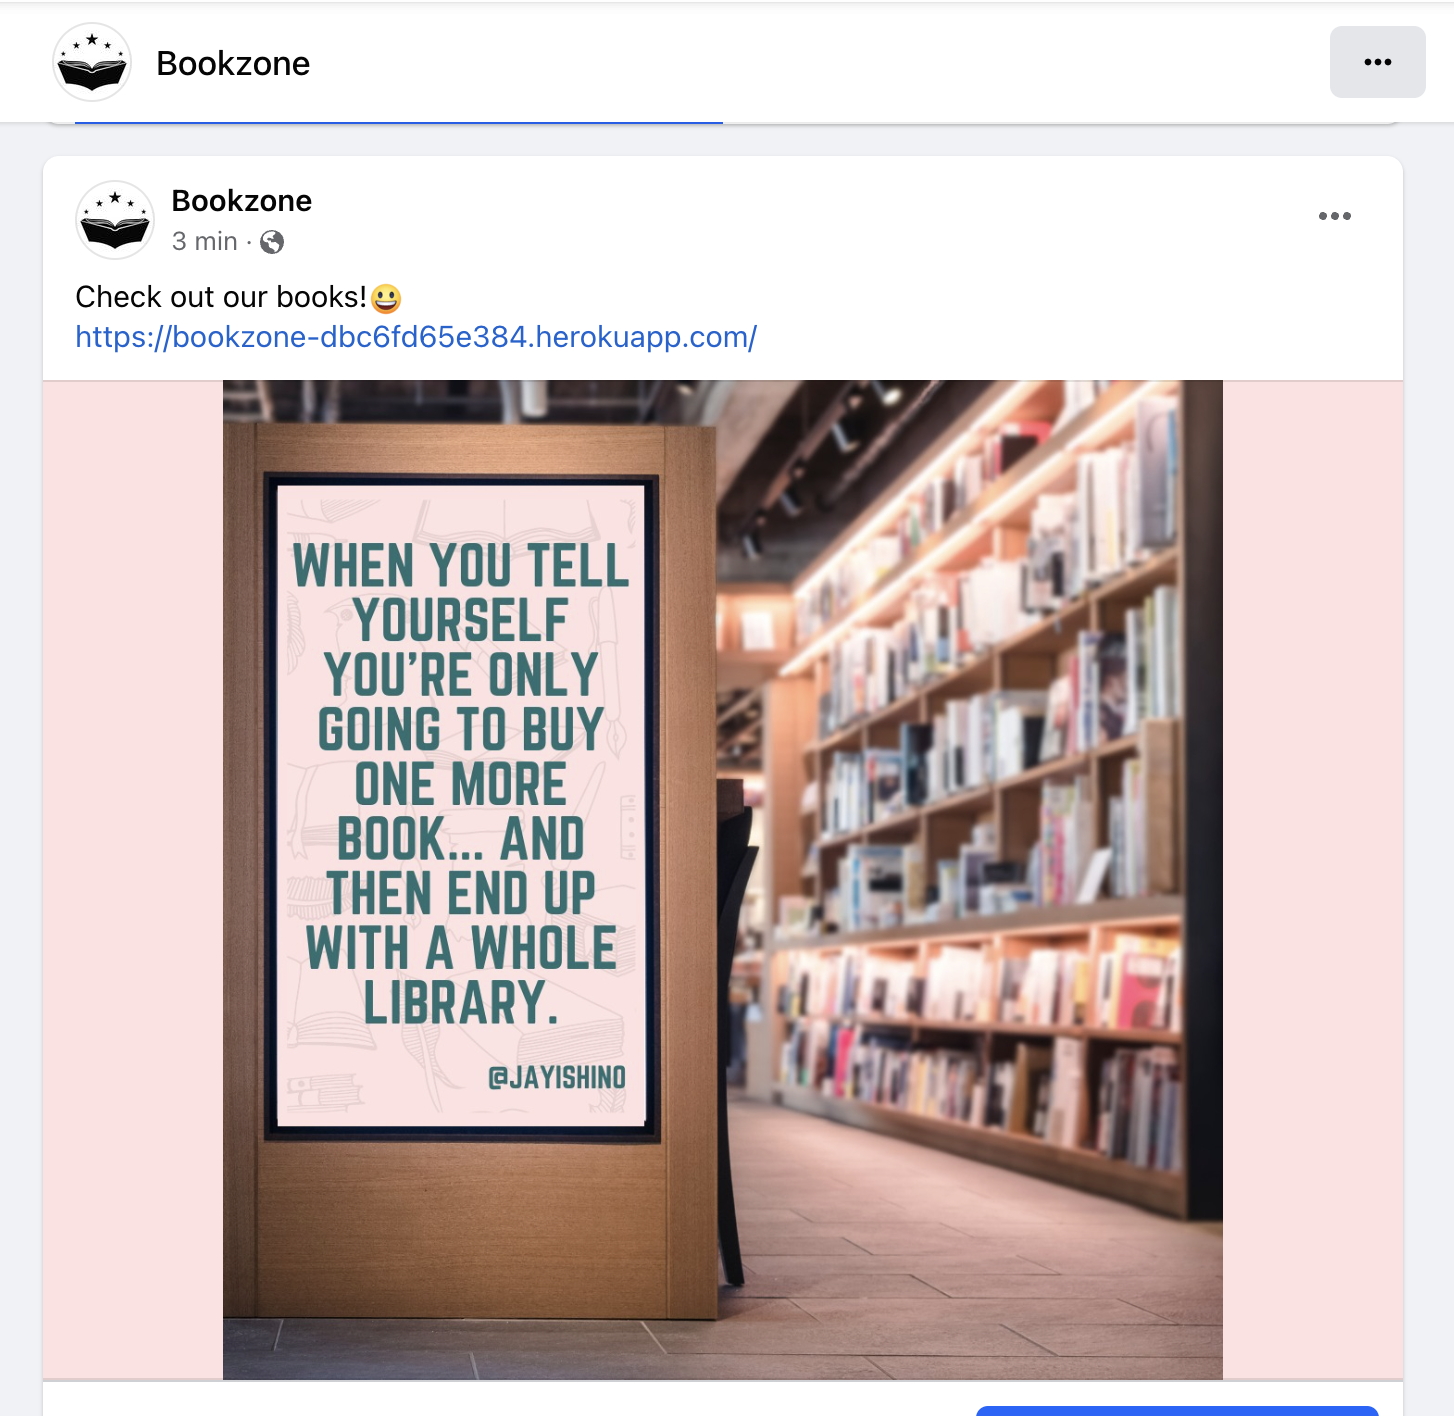 Bookzone
Bookzone
3 min ·
Check out our books!😃
https://bookzone-dbc6fd65e384.herokuapp.com/
WHEN YOU TELL
YOURSELF
YOU'RE ONLY
GOING TO BUY
ONE MORE
BOOK... AND
THEN END UP
WITH A WHOLE
LIBRARY.
@JAYISHINO